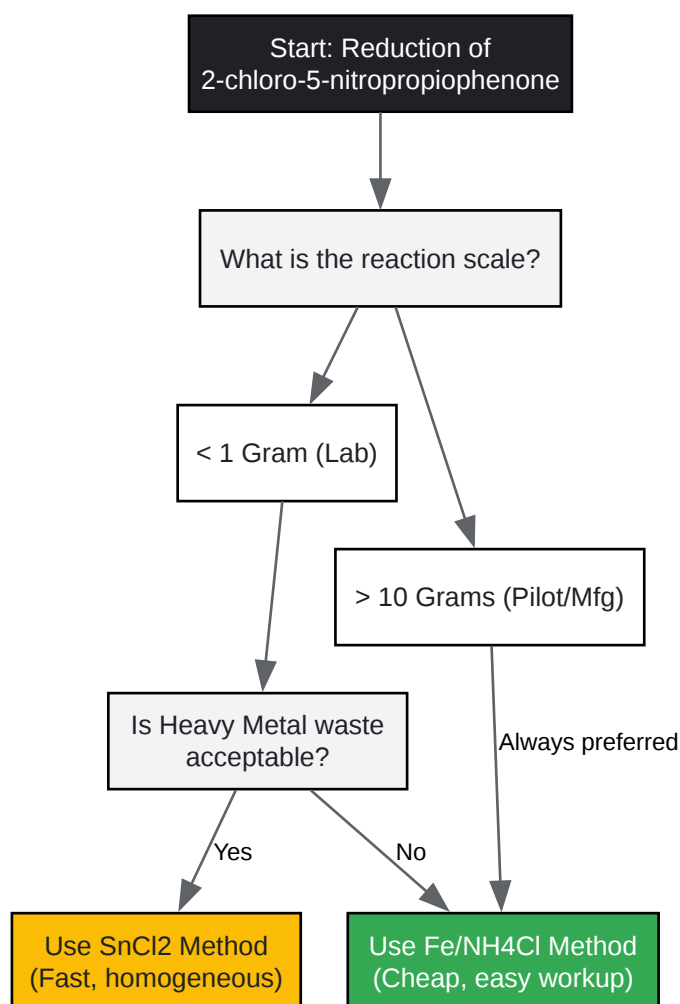 Start: Reduction of
2-chloro-5-nitropropiophenone
What is the reaction scale?
< 1 Gram (Lab)
> 10 Grams (Pilot/Mfg)
Is Heavy Metal waste
acceptable?
Always preferred
Yes
No
Use SnCl2 Method
(Fast, homogeneous)
Use Fe/NH4Cl Method
(Cheap, easy workup)